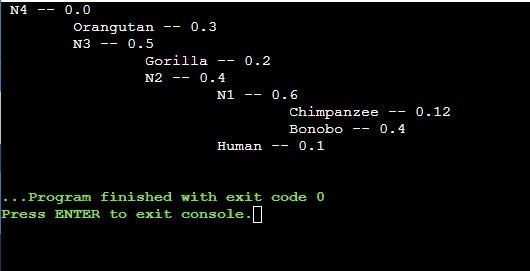 N4 -- 0.0
Orangutan -- 0.3
N3 -- 0.5
Gorilla -- 0.2
N2 -- 0.4
N1 -- 0.6
Chimpanzee -- 0.12
Bonobo -- 0.4
Human -- 0.1
...Program finished with exit code 0
Press ENTER to exit console.